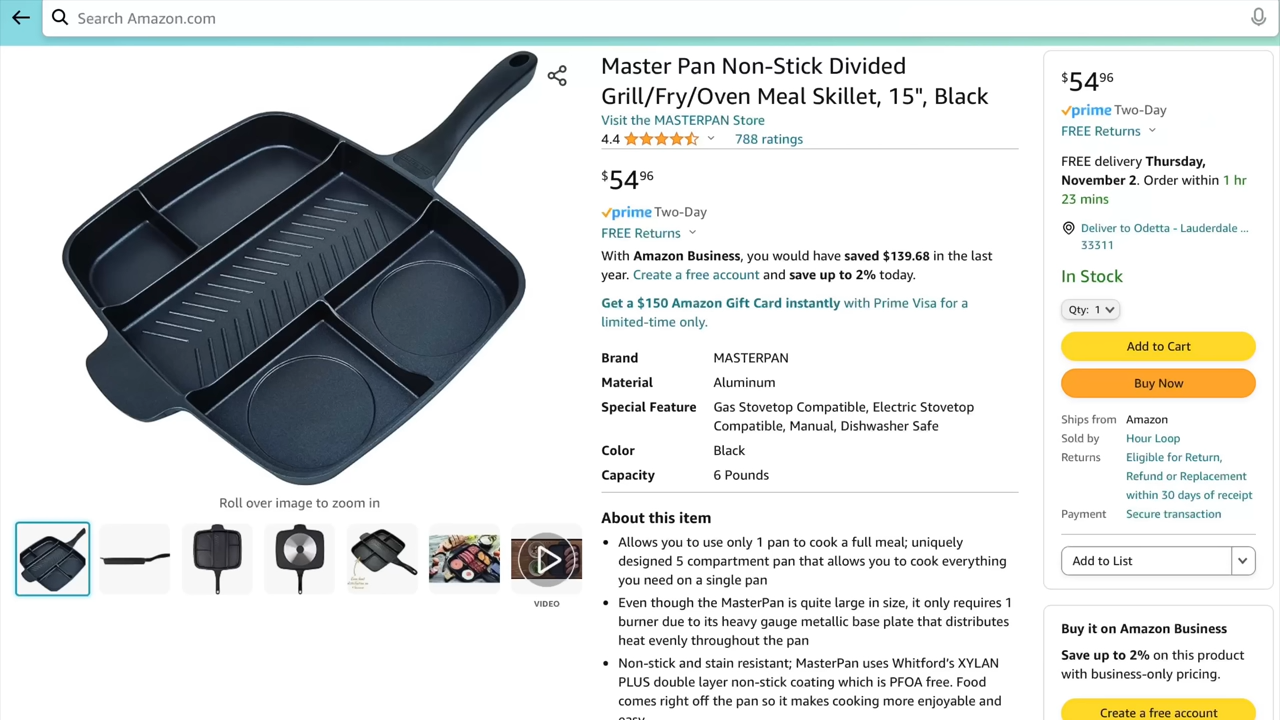 Search Amazon.com
Master Pan Non-Stick Divided
Grill/Fry/Oven Meal Skillet, 15", Black
Visit the MASTERPAN Store
4.4 788 ratings
$54 96
prime Two-Day
FREE Returns
With Amazon Business, you would have saved $139.68 in the last
year. Create a free account and save up to 2% today.
Get a $150 Amazon Gift Card instantly with Prime Visa for a
limited-time only.
Brand MASTERPAN
Material Aluminum
Special Feature Gas Stovetop Compatible, Electric Stovetop
Compatible, Manual, Dishwasher Safe
Color Black
Capacity 6 Pounds
About this item
Allows you to use only 1 pan to cook a full meal; uniquely
designed 5 compartment pan that allows you to cook everything
you need on a single pan
Even though the MasterPan is quite large in size, it only requires 1
burner due to its heavy gauge metallic base plate that distributes
heat evenly throughout the pan
Non-stick and stain resistant; MasterPan uses Whitford's XYLAN
PLUS double layer non-stick coating which is PFOA free. Food
comes right off the pan so it makes cooking more enjoyable and
easy
Roll over image to zoom in
VIDEO
$54 96
prime Two-Day
FREE Returns
FREE delivery Thursday,
November 2. Order within 1 hr
23 mins
Deliver to Odetta - Lauderdale ...
33311
In Stock
Qty: 1
Add to Cart
Buy Now
Ships from Amazon
Sold by Hour Loop
Returns Eligible for Return,
Refund or Replacement
within 30 days of receipt
Payment Secure transaction
Add to List
Buy it on Amazon Business
Save up to 2% on this product
with business-only pricing.
Create a free account